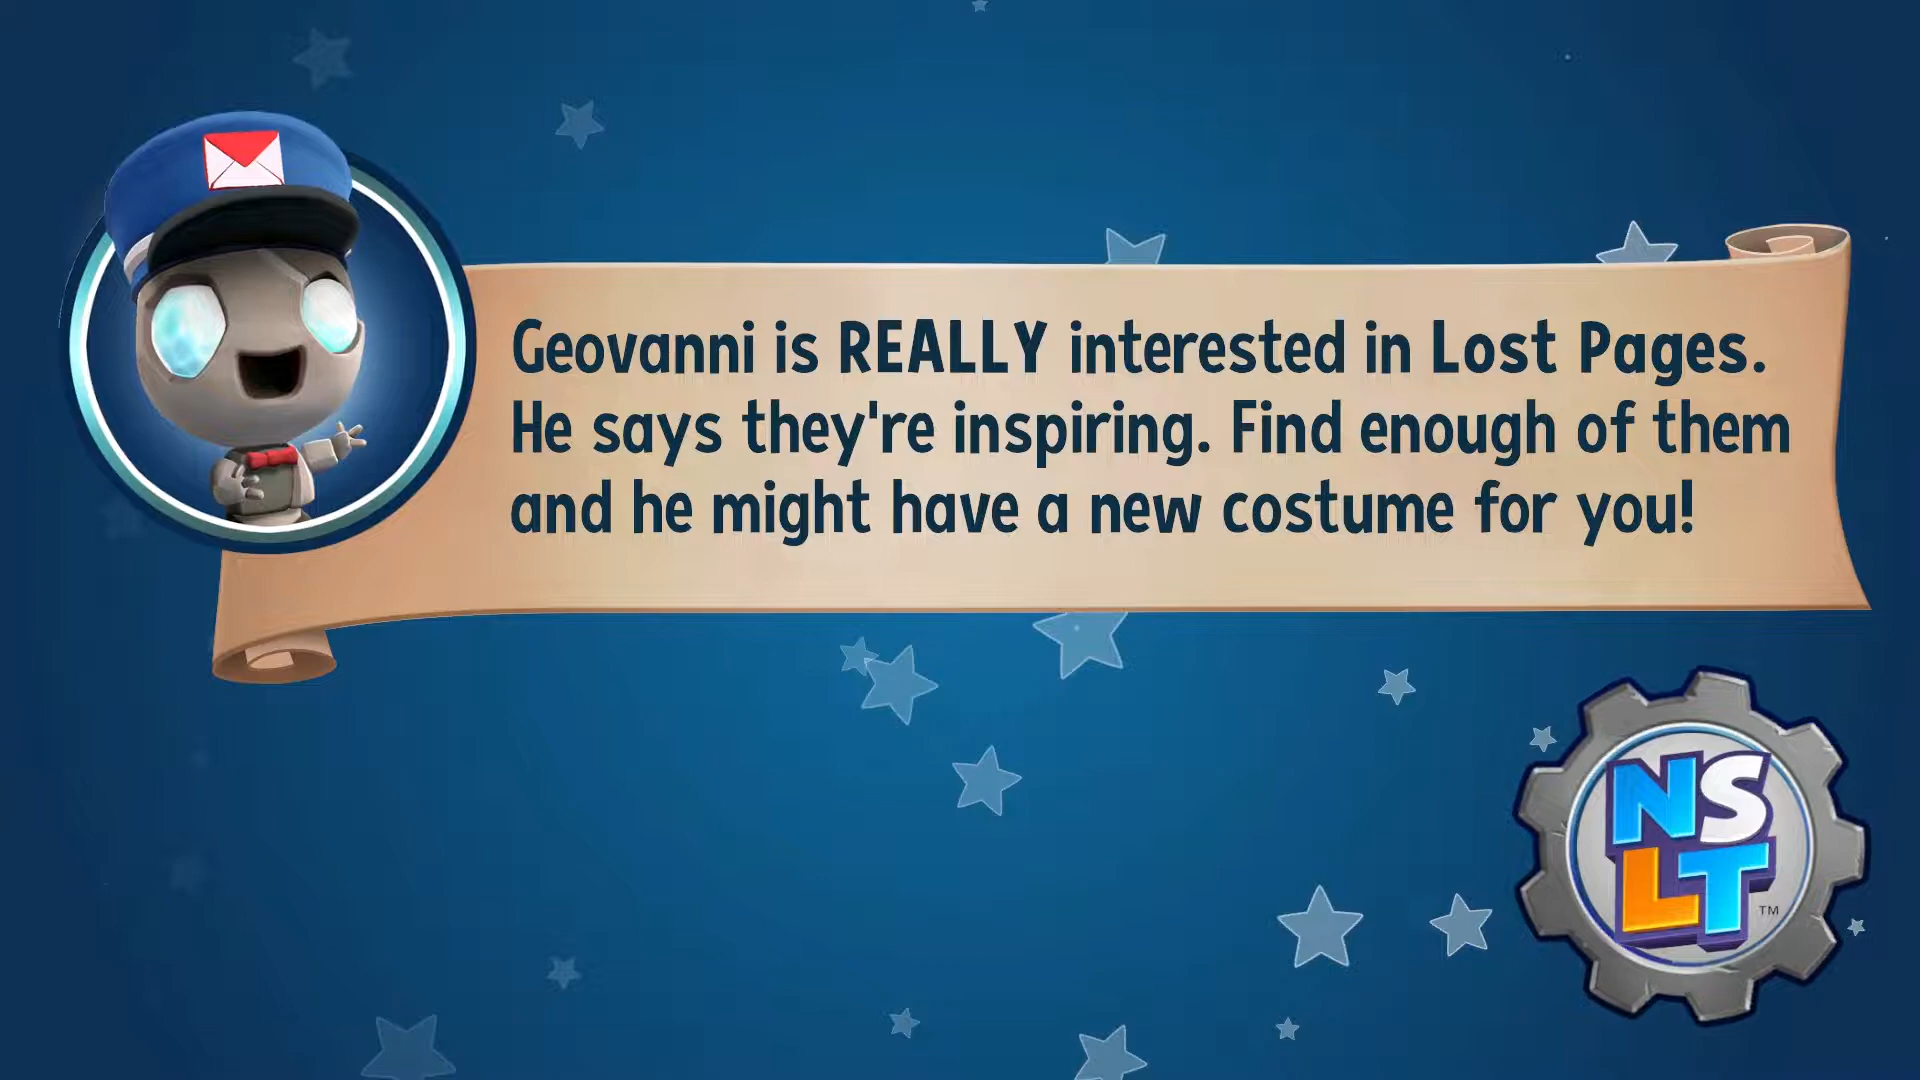 Geovanni is REALLY interested in Lost Pages.
He says they're inspiring. Find enough of them
and he might have a new costume for you!
NS
LT
TM